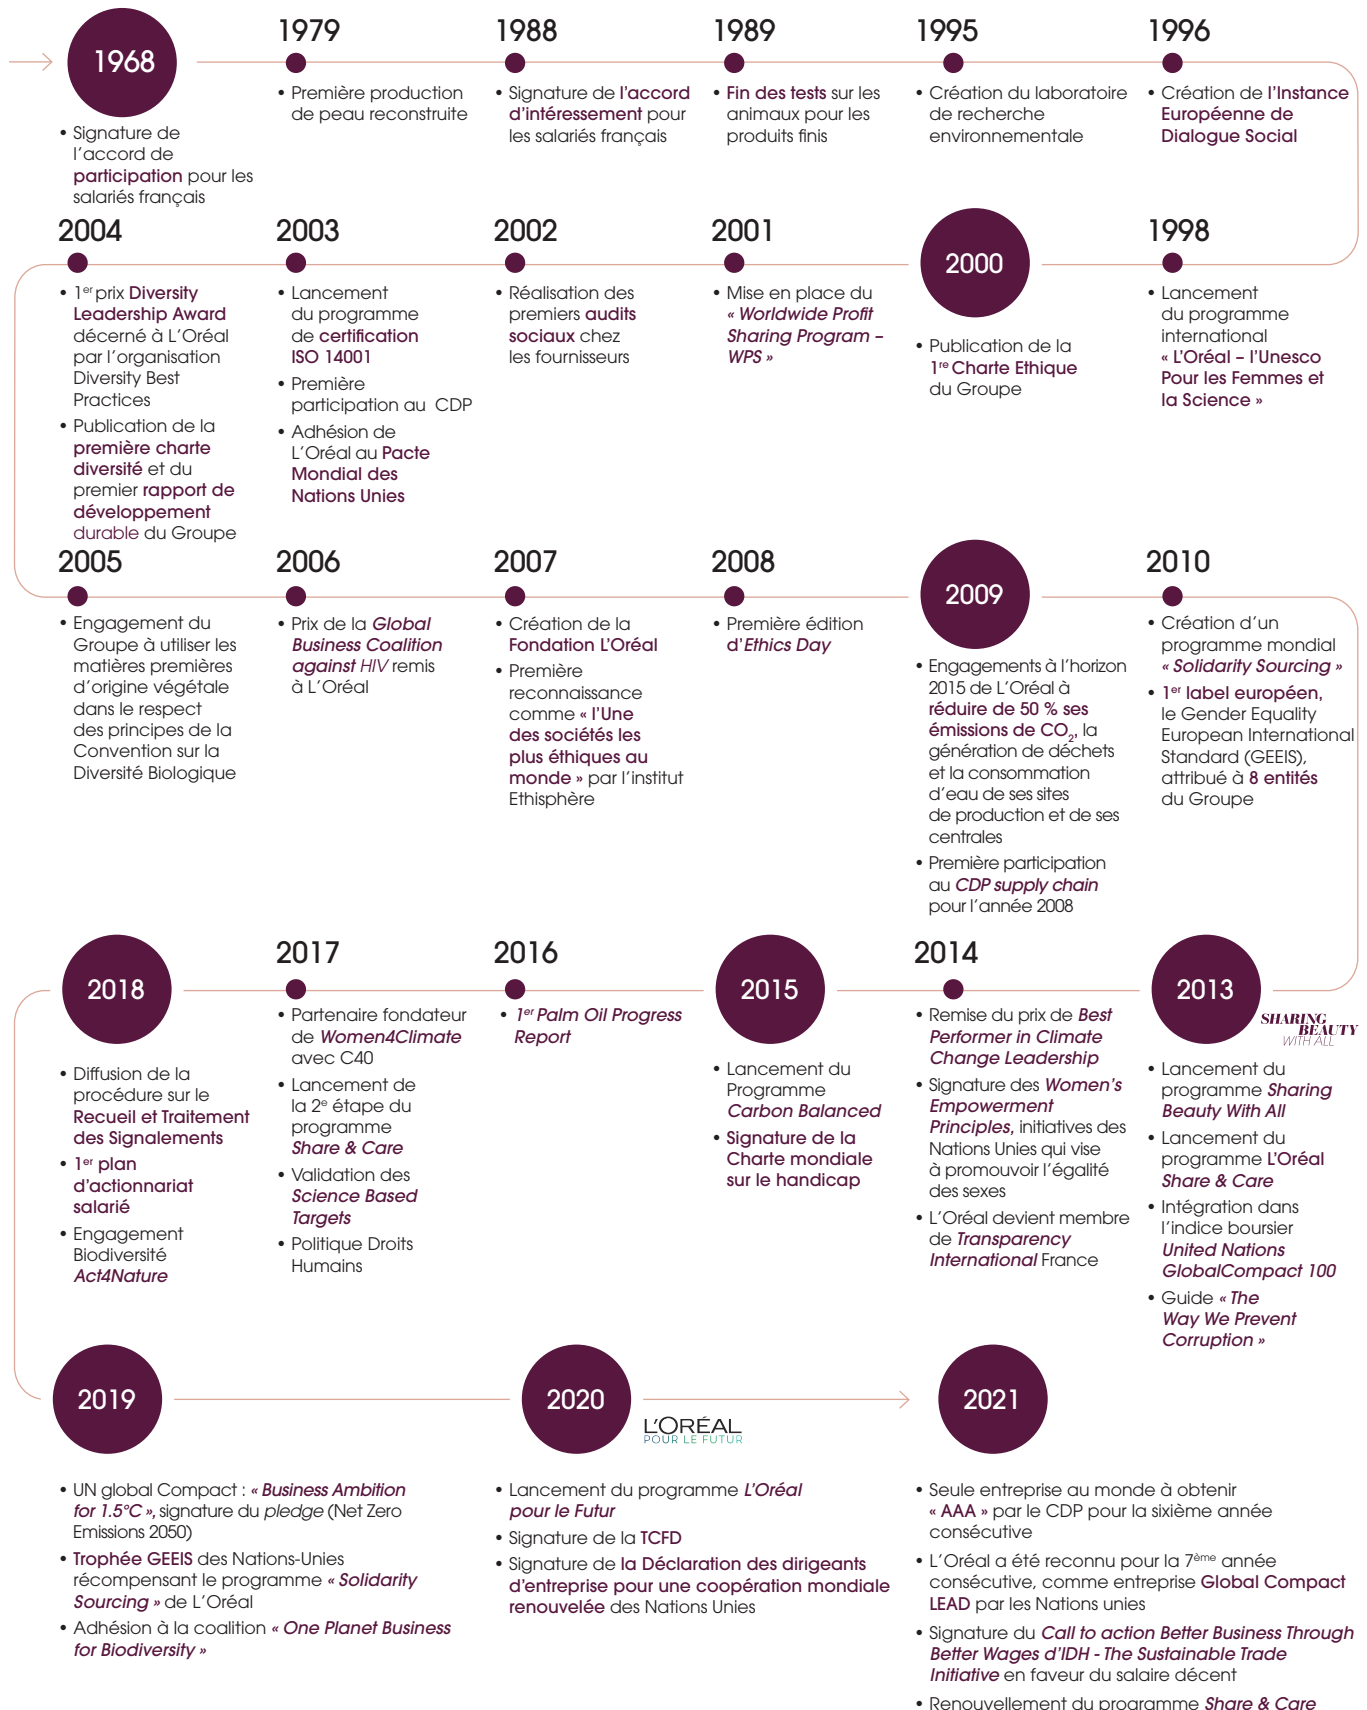 1968
• Signature de
l'accord de
participation pour les
salariés français
1979
• Première production
de peau reconstruite
1988
• Signature de l'accord
d'intéressement pour
les salariés français
1989
• Fin des tests sur les
animaux pour les
produits finis
1995
• Création du laboratoire
de recherche
environnementale
1996
• Création de l'Instance
Européenne de
Dialogue Social
1998
• Lancement
du programme
international
« L'Oréal – l'Unesco
Pour les Femmes et
la Science »
2000
• Publication de la
1re Charte Ethique
du Groupe
2001
• Mise en place du
« Worldwide Profit
Sharing Program –
WPS »
2002
• Réalisation des
premiers audits
sociaux chez
les fournisseurs
2003
• Lancement
du programme
de certification
ISO 14001
• Première
participation au CDP
• Adhésion de
L'Oréal au Pacte
Mondial des
Nations Unies
2004
• 1er prix Diversity
Leadership Award
décerné à L'Oréal
par l'organisation
Diversity Best
Practices
• Publication de la
première charte
diversité et du
premier rapport de
développement
durable du Groupe
2005
• Engagement du
Groupe à utiliser les
matières premières
d'origine végétale
dans le respect
des principes de la
Convention sur la
Diversité Biologique
2006
• Prix de la Global
Business Coalition
against HIV remis
à L'Oréal
2007
• Création de la
Fondation L'Oréal
• Première
reconnaissance
comme « l'Une
des sociétés les
plus éthiques au
monde » par l'institut
Ethisphère
2008
• Première édition
d'Ethics Day
2009
• Engagements à l'horizon
2015 de L'Oréal à
réduire de 50 % ses
émissions de CO2, la
génération de déchets
et la consommation
d'eau de ses sites
de production et de ses
centrales
• Première participation
au CDP supply chain
pour l'année 2008
2010
• Création d'un
programme mondial
« Solidarity Sourcing »
• 1er label européen,
le Gender Equality
European International
Standard (GEEIS),
attribué à 8 entités
du Groupe
2013
SHARING
BEAUTY
WITH ALL
• Lancement du
programme Sharing
Beauty With All
• Lancement du
programme L'Oréal
Share & Care
• Intégration dans
l'indice boursier
United Nations
GlobalCompact 100
• Guide « The
Way We Prevent
Corruption »
2014
• Remise du prix de Best
Performer in Climate
Change Leadership
• Signature des Women's
Empowerment
Principles, initiatives des
Nations Unies qui vise
à promouvoir l'égalité
des sexes
• L'Oréal devient membre
de Transparency
International France
2015
• Lancement du
Programme
Carbon Balanced
• Signature de la
Charte mondiale
sur le handicap
2016
• 1er Palm Oil Progress
Report
2017
• Partenaire fondateur
de Women4Climate
avec C40
• Lancement de
la 2e étape du
programme
Share & Care
• Validation des
Science Based
Targets
• Politique Droits
Humains
2018
• Diffusion de la
procédure sur le
Recueil et Traitement
des Signalements
• 1er plan
d'actionnariat
salarié
• Engagement
Biodiversité
Act4Nature
2019
• UN global Compact : « Business Ambition
for 1.5°C », signature du pledge (Net Zero
Emissions 2050)
• Trophée GEEIS des Nations-Unies
récompensant le programme « Solidarity
Sourcing » de L'Oréal
• Adhésion à la coalition « One Planet Business
for Biodiversity »
2020
L'ORÉAL
POUR LE FUTUR
• Lancement du programme L'Oréal
pour le Futur
• Signature de la TCFD
• Signature de la Déclaration des dirigeants
d'entreprise pour une coopération mondiale
renouvelée des Nations Unies
2021
• Seule entreprise au monde à obtenir
« AAA » par le CDP pour la sixième année
consécutive
• L'Oréal a été reconnu pour la 7ème année
consécutive, comme entreprise Global Compact
LEAD par les Nations unies
• Signature du Call to action Better Business Through
Better Wages d'IDH - The Sustainable Trade
Initiative en faveur du salaire décent
• Renouvellement du programme Share & Care